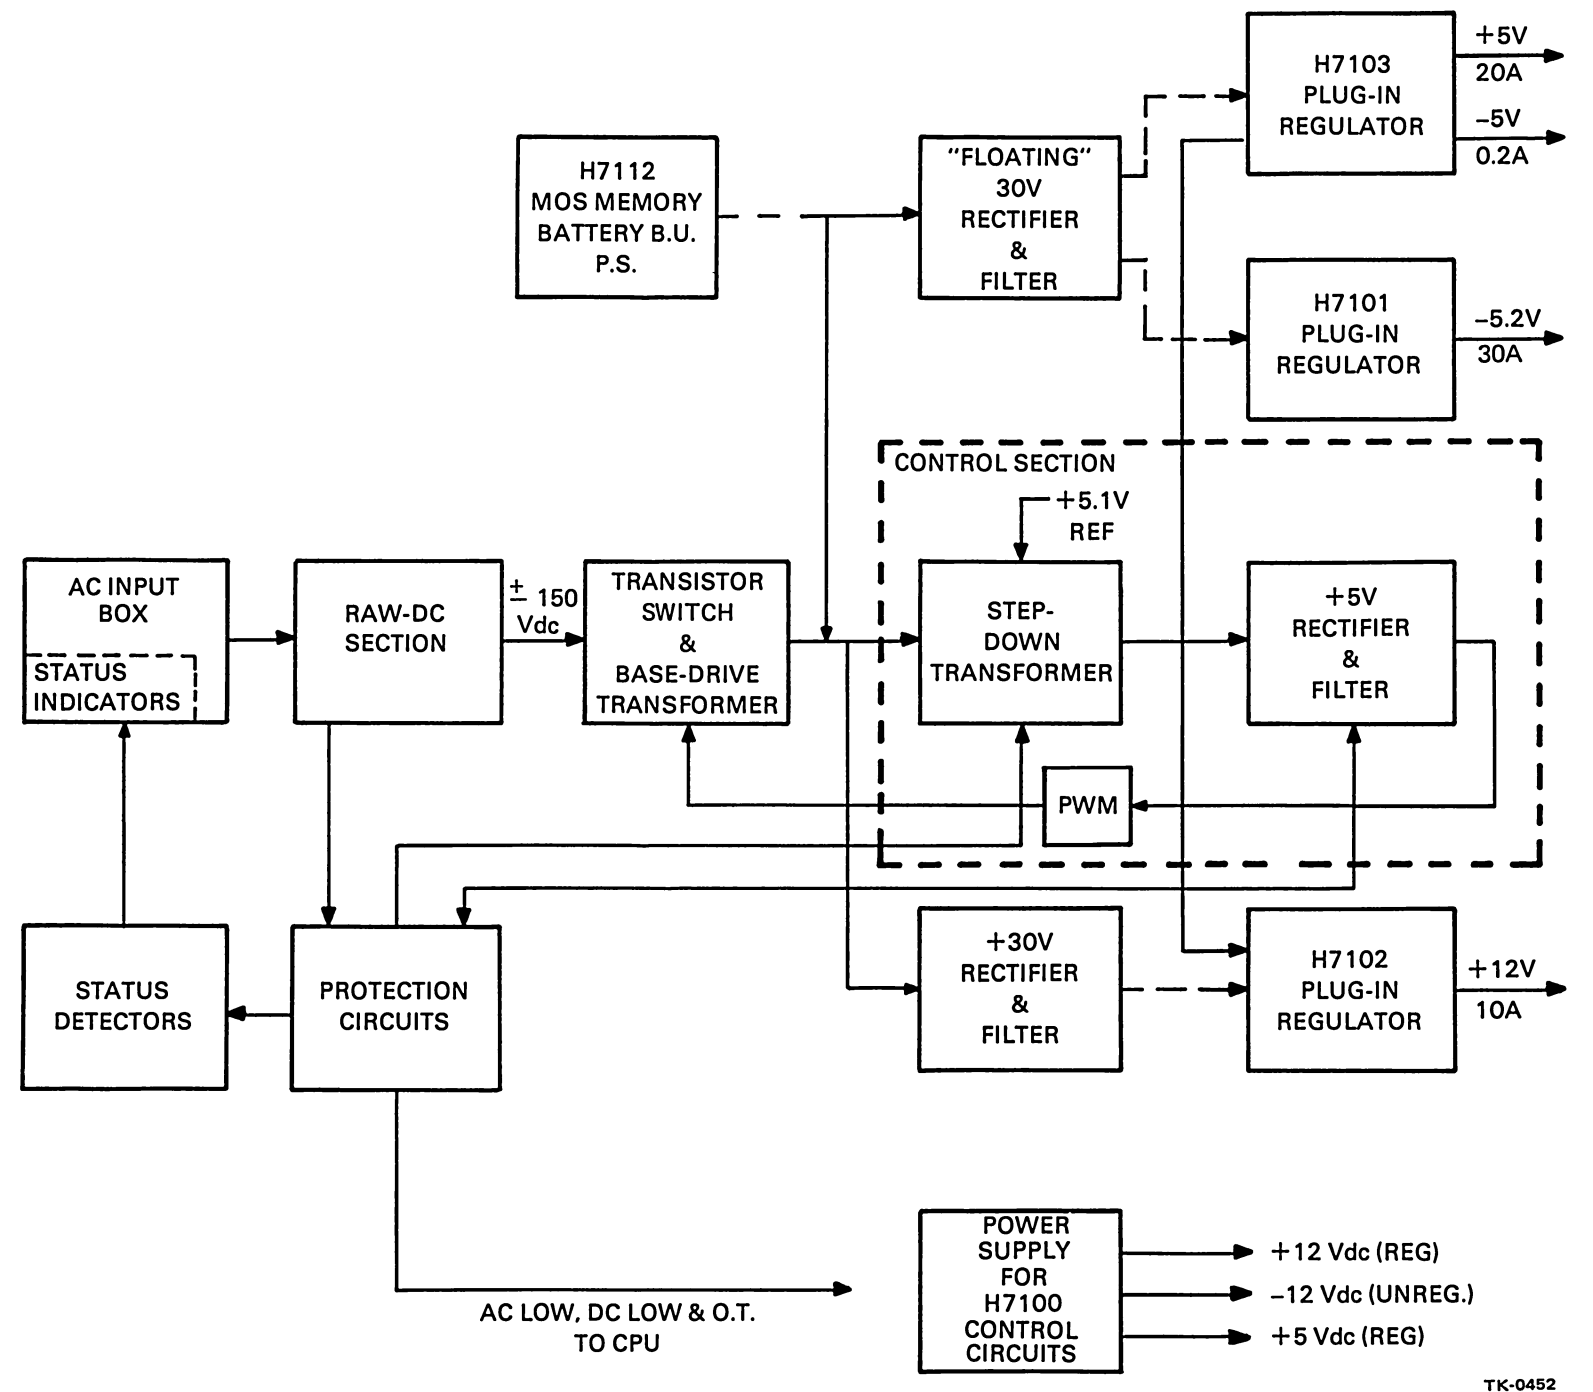 H7103
PLUG-IN
REGULATOR
+5V
20A
-5V
0.2A
H7112
MOS MEMORY
BATTERY B.U.
P.S.
"FLOATING"
30V
RECTIFIER
&
FILTER
H7101
PLUG-IN
REGULATOR
-5.2V
30A
CONTROL SECTION
+5.1V
REF
AC INPUT
BOX
STATUS
INDICATORS
RAW-DC
SECTION
± 150
Vdc
TRANSISTOR
SWITCH
&
BASE-DRIVE
TRANSFORMER
STEP-
DOWN
TRANSFORMER
+5V
RECTIFIER
&
FILTER
PWM
STATUS
DETECTORS
PROTECTION
CIRCUITS
+30V
RECTIFIER
&
FILTER
H7102
PLUG-IN
REGULATOR
+12V
10A
AC LOW, DC LOW & O.T.
TO CPU
POWER
SUPPLY
FOR
H7100
CONTROL
CIRCUITS
+12 Vdc (REG)
-12 Vdc (UNREG.)
+5 Vdc (REG)
TK-0452